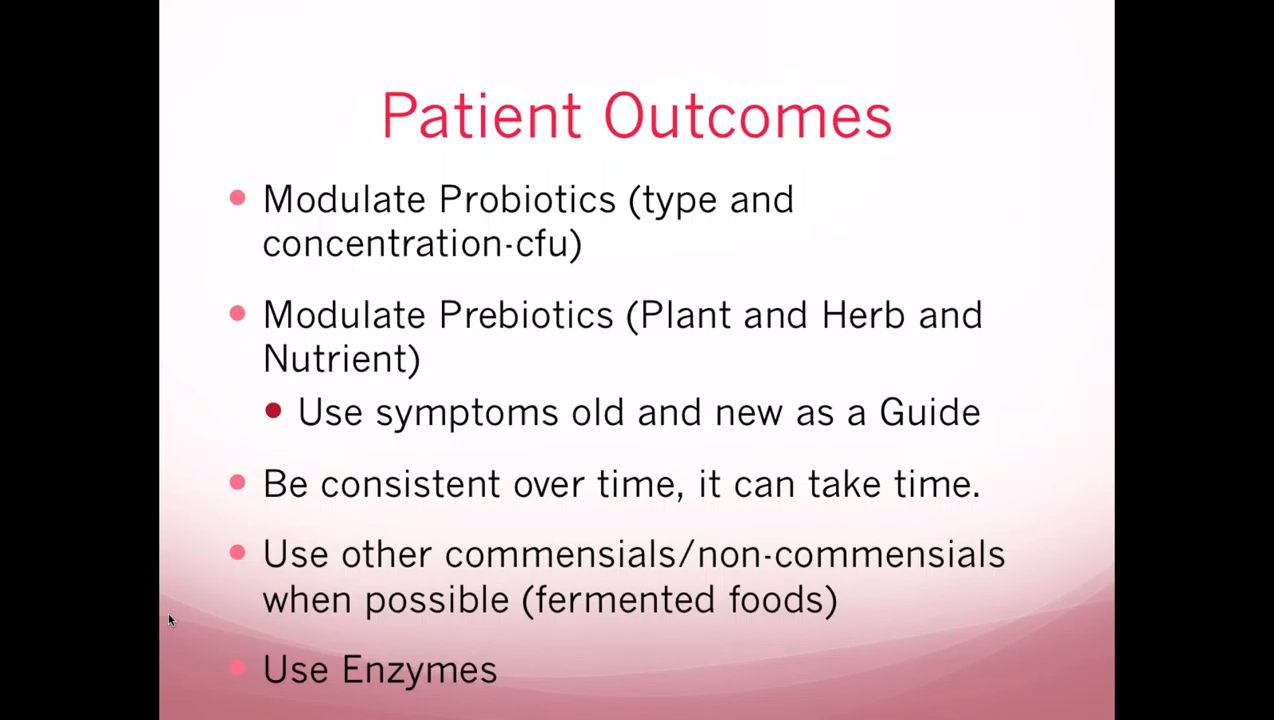 Patient Outcomes
Modulate Probiotics (type and
concentration-cfu)
Modulate Prebiotics (Plant and Herb and
Nutrient)
Use symptoms old and new as a Guide
Be consistent over time, it can take time.
Use other commensials/non-commensials
when possible (fermented foods)
Use Enzymes